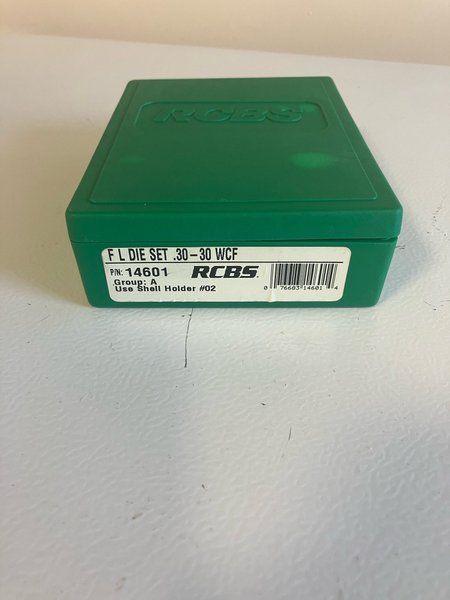 RCBS
F L DIE SET .30-30 WCF
P/N: 14601 RCBS.
Group: A
Use Shell Holder #02
0 76683 14601 4